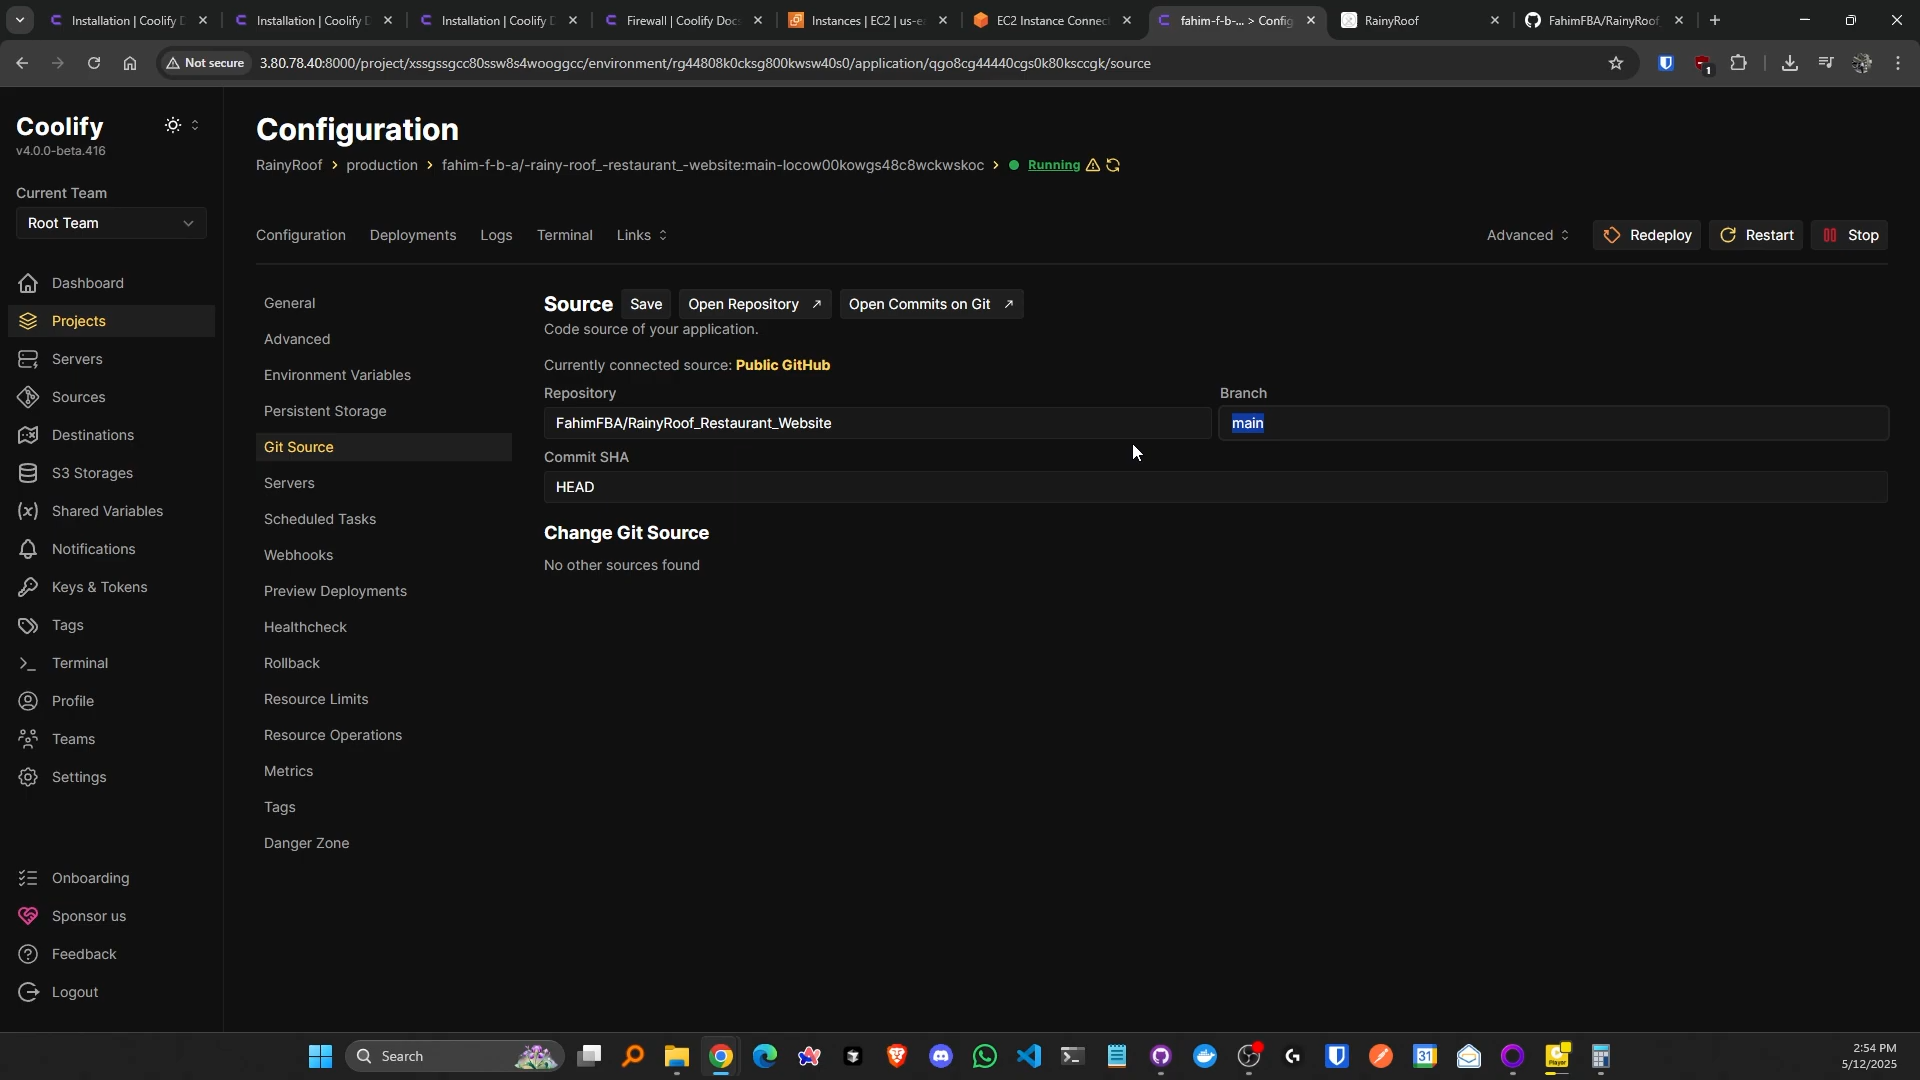 Installation | Coolify D
Installation | Coolify D
Installation | Coolify D
Firewall | Coolify Docs
Instances | EC2 | us-ea
EC2 Instance Connec
fahim-f-b-... > Config
RainyRoof
FahimFBA/RainyRoof
Not secure
3.80.78.40:8000/project/xssgssgcc80ssw8s4wooggcc/environment/rg44808k0cksg800kwsw40s0/application/qgo8cg44440cgs0k80ksccgk/source
1
Coolify
v4.0.0-beta.416
Current Team
Root Team
Dashboard
Projects
Servers
Sources
Destinations
S3 Storages
Shared Variables
Notifications
Keys & Tokens
Tags
Terminal
Profile
Teams
Settings
Onboarding
Sponsor us
Feedback
Logout
Configuration
RainyRoof > production > fahim-f-b-a/-rainy-roof_-restaurant_-website:main-locow00kowgs48c8wckwskoc > Running
Configuration Deployments Logs Terminal Links
Advanced Redeploy Restart Stop
General
Advanced
Environment Variables
Persistent Storage
Git Source
Servers
Scheduled Tasks
Webhooks
Preview Deployments
Healthcheck
Rollback
Resource Limits
Resource Operations
Metrics
Tags
Danger Zone
Source Save Open Repository Open Commits on Git
Code source of your application.
Currently connected source: Public GitHub
Repository Branch
FahimFBA/RainyRoof_Restaurant_Website main
Commit SHA
HEAD
Change Git Source
No other sources found
Search
31
2:54 PM
5/12/2025